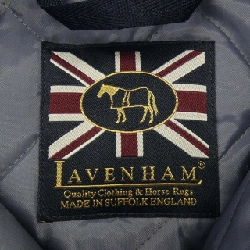 LAVENHAM®
Quality Clothing & Horse Rugs
MADE IN SUFFOLK ENGLAND